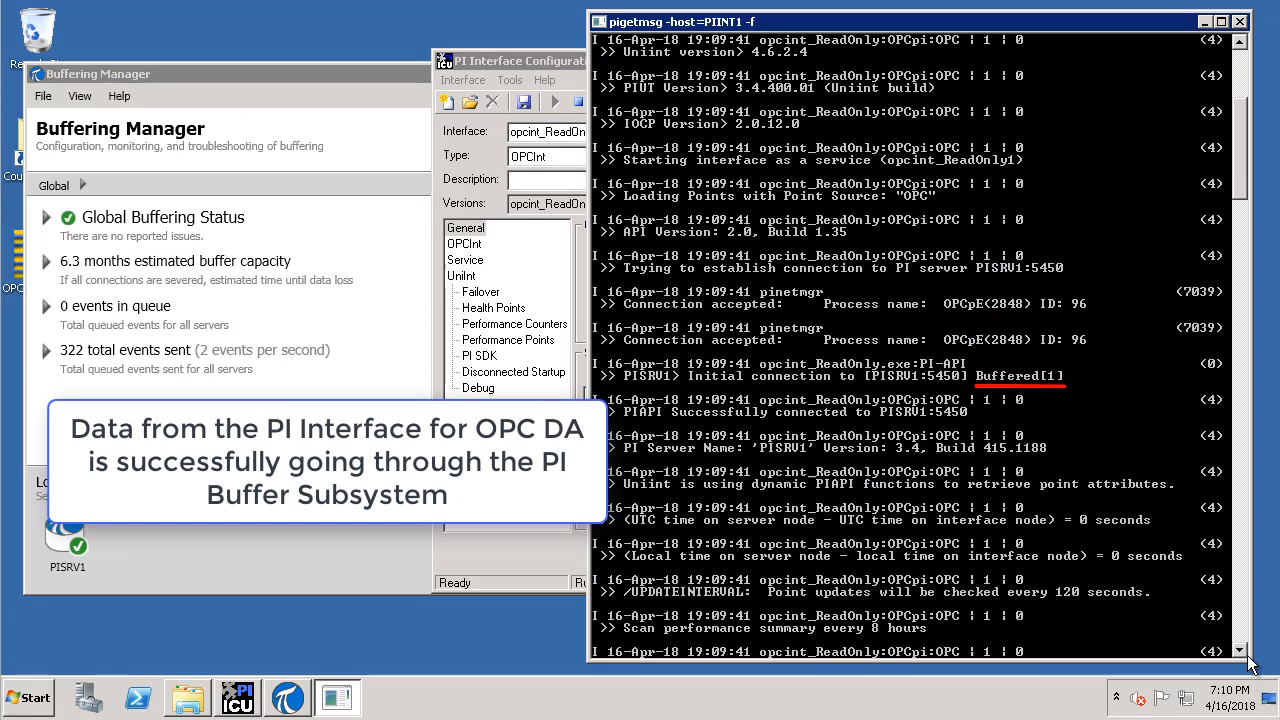 Buffering Manager
File View Help
Buffering Manager
Configuration, monitoring, and troubleshooting of buffering
Global
Global Buffering Status
There are no reported issues.
6.3 months estimated buffer capacity
If all connections are severed, estimated time until data loss
0 events in queue
Total queued events for all servers
322 total events sent (2 events per second)
Total queued events sent for all servers
PISRV1
PI Interface Configurat
Interface Tools Help
Interface: opcint_ReadOn
Type: OPCInt
Description:
Versions: opcint_ReadOn
General
OPCInt
Service
UniInt
Failover
Health Points
Performance Counters
Performance Points
PI SDK
Disconnected Startup
Debug
Ready
Data from the PI Interface for OPC DA
is successfully going through the PI
Buffer Subsystem
pigetmsg -host=PIINT1 -f
I 16-Apr-18 19:09:41 opcint_ReadOnly:OPCpi:OPC | 1 | 0 (4)
>> Uniint version> 4.6.2.4
I 16-Apr-18 19:09:41 opcint_ReadOnly:OPCpi:OPC | 1 | 0 (4)
>> PIUT Version> 3.4.400.01 (Uniint build)
I 16-Apr-18 19:09:41 opcint_ReadOnly:OPCpi:OPC | 1 | 0 (4)
>> IOCP Version> 2.0.12.0
I 16-Apr-18 19:09:41 opcint_ReadOnly:OPCpi:OPC | 1 | 0 (4)
>> Starting interface as a service (opcint_ReadOnly1)
I 16-Apr-18 19:09:41 opcint_ReadOnly:OPCpi:OPC | 1 | 0 (4)
>> Loading Points with Point Source: "OPC"
I 16-Apr-18 19:09:41 opcint_ReadOnly:OPCpi:OPC | 1 | 0 (4)
>> API Version: 2.0, Build 1.35
I 16-Apr-18 19:09:41 opcint_ReadOnly:OPCpi:OPC | 1 | 0 (4)
>> Trying to establish connection to PI server PISRV1:5450
I 16-Apr-18 19:09:41 pinetmgr (7039)
>> Connection accepted: Process name: OPCpE(2848) ID: 96
I 16-Apr-18 19:09:41 pinetmgr (7039)
>> Connection accepted: Process name: OPCpE(2848) ID: 96
I 16-Apr-18 19:09:41 opcint_ReadOnly.exe:PI-API (0)
>> PISRV1> Initial connection to [PISRV1:5450] Buffered[1]
I 16-Apr-18 19:09:41 opcint_ReadOnly:OPCpi:OPC | 1 | 0 (4)
>> PIAPI Successfully connected to PISRV1:5450
I 16-Apr-18 19:09:41 opcint_ReadOnly:OPCpi:OPC | 1 | 0 (4)
>> PI Server Name: 'PISRV1' Version: 3.4, Build 415.1188
I 16-Apr-18 19:09:41 opcint_ReadOnly:OPCpi:OPC | 1 | 0 (4)
>> Uniint is using dynamic PIAPI functions to retrieve point attributes.
I 16-Apr-18 19:09:41 opcint_ReadOnly:OPCpi:OPC | 1 | 0 (4)
>> (UTC time on server node - UTC time on interface node) = 0 seconds
I 16-Apr-18 19:09:41 opcint_ReadOnly:OPCpi:OPC | 1 | 0 (4)
>> (Local time on server node - local time on interface node) = 0 seconds
I 16-Apr-18 19:09:41 opcint_ReadOnly:OPCpi:OPC | 1 | 0 (4)
>> /UPDATEINTERVAL: Point updates will be checked every 120 seconds.
I 16-Apr-18 19:09:41 opcint_ReadOnly:OPCpi:OPC | 1 | 0 (4)
>> Scan performance summary every 8 hours
I 16-Apr-18 19:09:41 opcint_ReadOnly:OPCpi:OPC | 1 | 0 (4)
Start
PI
ICU
7:10 PM
4/16/2018